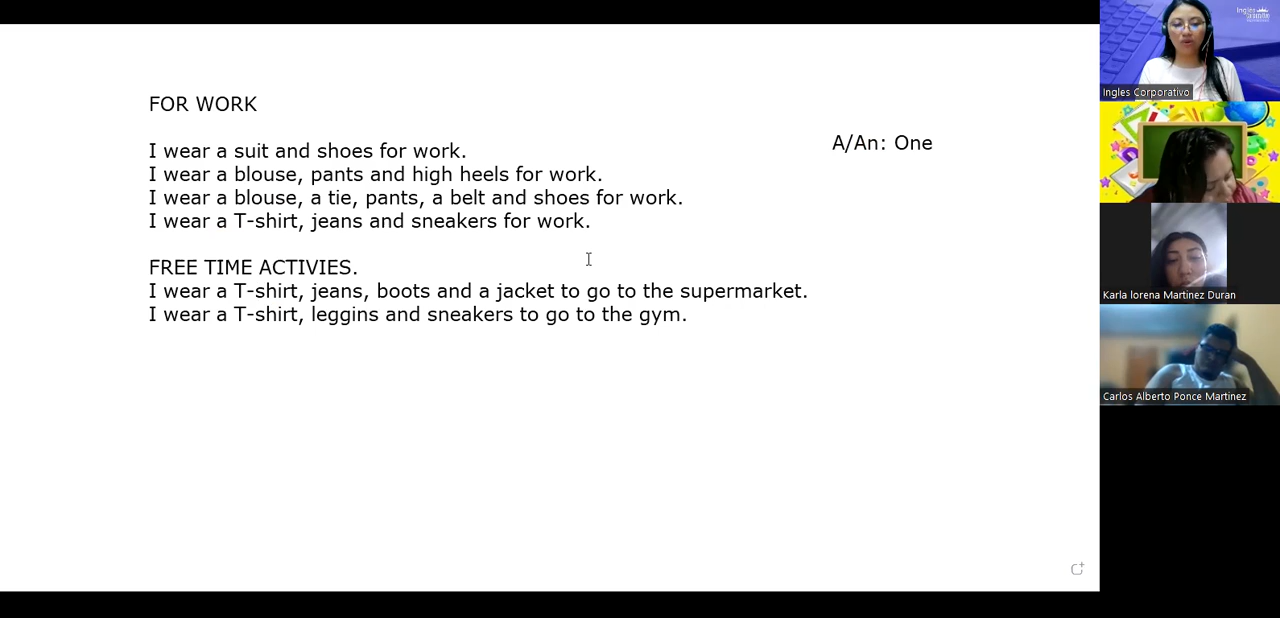 FOR WORK
A/An: One
I wear a suit and shoes for work.
I wear a blouse, pants and high heels for work.
I wear a blouse, a tie, pants, a belt and shoes for work.
I wear a T-shirt, jeans and sneakers for work.
FREE TIME ACTIVIES.
I wear a T-shirt, jeans, boots and a jacket to go to the supermarket.
I wear a T-shirt, leggins and sneakers to go to the gym.
Ingles
Ingles Corporativo
Karla lorena Martinez Duran
Carlos Alberto Ponce Martinez